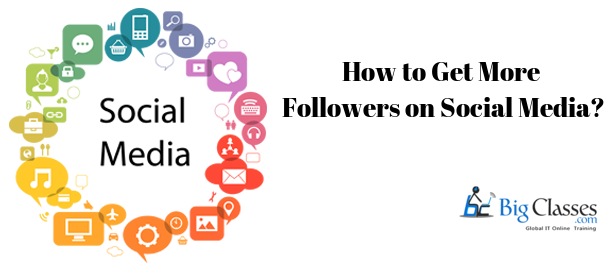 Social
Media
How to Get More
Followers on Social Media?
Big Classes
.com
Global IT Online Training